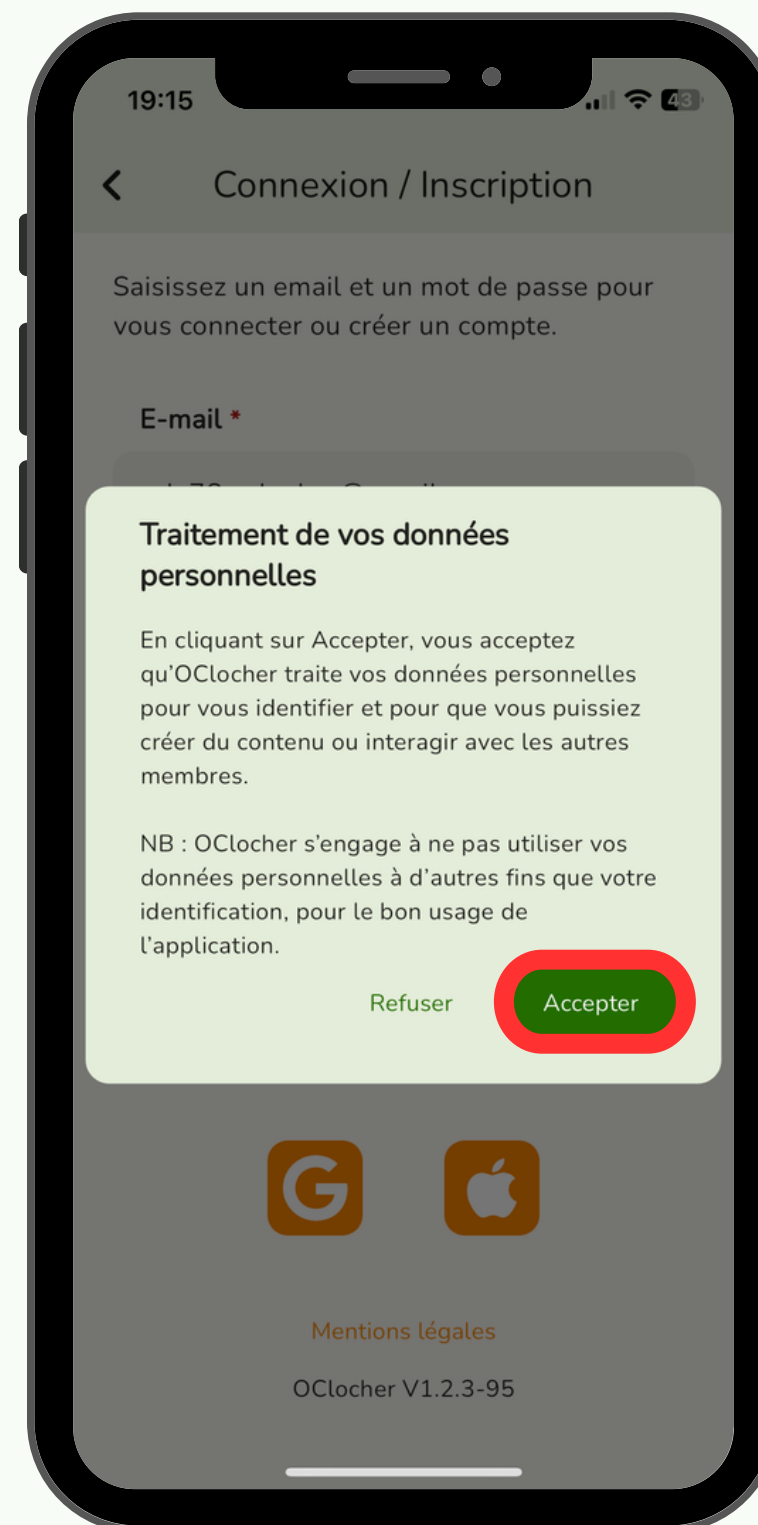 19:15
43
Connexion / Inscription
Saisissez un email et un mot de passe pour
vous connecter ou créer un compte.
E-mail *
Traitement de vos données
personnelles
En cliquant sur Accepter, vous acceptez
qu’OClocher traite vos données personnelles
pour vous identifier et pour que vous puissiez
créer du contenu ou interagir avec les autres
membres.
NB : OClocher s’engage à ne pas utiliser vos
données personnelles à d’autres fins que votre
identification, pour le bon usage de
l’application.
Refuser
Accepter
G
Mentions légales
OClocher V1.2.3-95